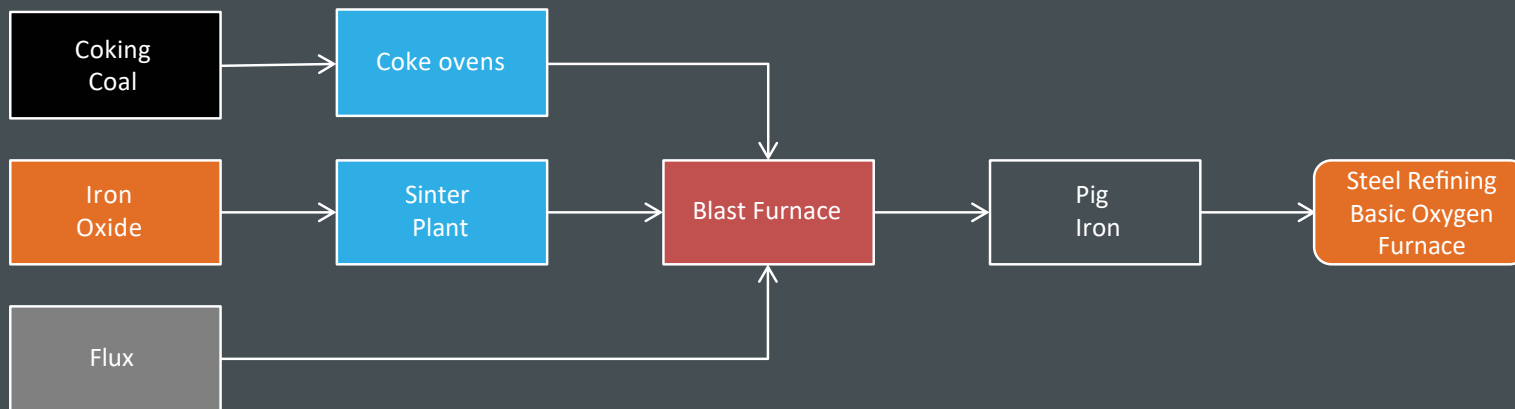 Coking
Coal
Coke ovens
Iron
Oxide
Sinter
Plant
Blast Furnace
Pig
Iron
Steel Refining
Basic Oxygen
Furnace
Flux